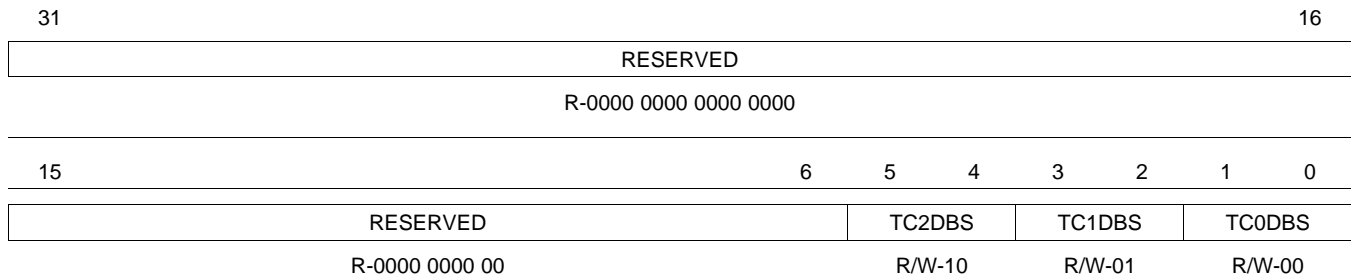 31 16
RESERVED
R-0000 0000 0000 0000
15 6 5 4 3 2 1 0
RESERVED TC2DBS TC1DBS TC0DBS
R-0000 0000 00 R/W-10 R/W-01 R/W-00